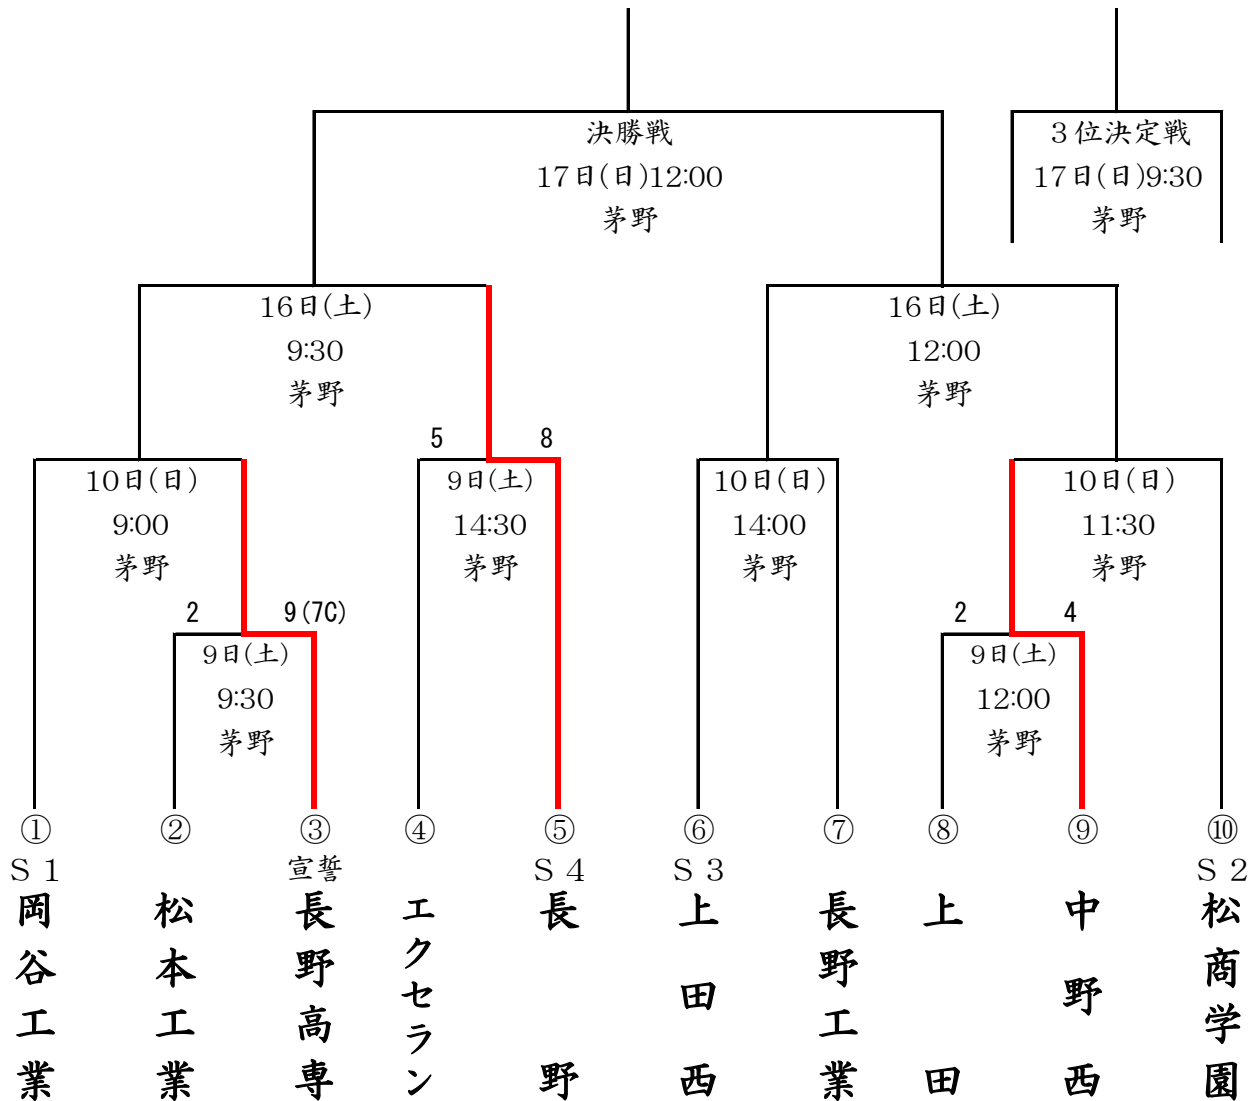 決勝戦
17日(日)12:00
茅野
３位決定戦
17日(日)9:30
茅野
16日(土)
9:30
茅野
16日(土)
12:00
茅野
5 8
10日(日)
9:00
茅野
9日(土)
14:30
茅野
10日(日)
14:00
茅野
10日(日)
11:30
茅野
2 9(7C)
9日(土)
9:30
茅野
2 4
9日(土)
12:00
茅野
① ② ③ ④ ⑤ ⑥ ⑦ ⑧ ⑨ ⑩
Ｓ１ 宣誓 Ｓ４ Ｓ３ Ｓ２
岡谷工業
松本工業
長野高専
エクセラン
長野
上田西
長野工業
上田
中野西
松商学園